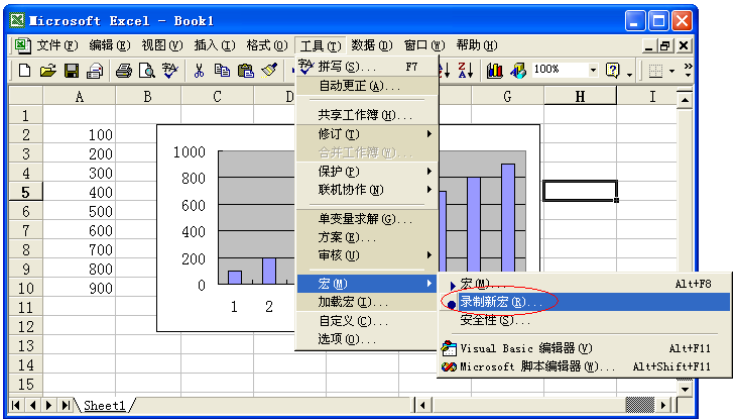 Microsoft Excel - Book1
文件(F) 编辑(E) 视图(V) 插入(I) 格式(O) 工具(T) 数据(D) 窗口(W) 帮助(H)
100%
拼写(S)... F7
自动更正(A)...
共享工作簿(H)...
修订(T)
合并工作簿(W)...
保护(P)
联机协作(N)
单变量求解(G)...
方案(E)...
审核(U)
宏(M)
加载宏(I)...
自定义(C)...
选项(O)...
宏(M)... Alt+F8
录制新宏(R)...
安全性(S)...
Visual Basic 编辑器(V) Alt+F11
Microsoft 脚本编辑器(W)... Alt+Shift+F11
A B C D G H I
1
2 100
3 200
4 300
5 400
6 500
7 600
8 700
9 800
10 900
11
12
13
14
15
1000
800
600
400
200
0
1 2
Sheet1